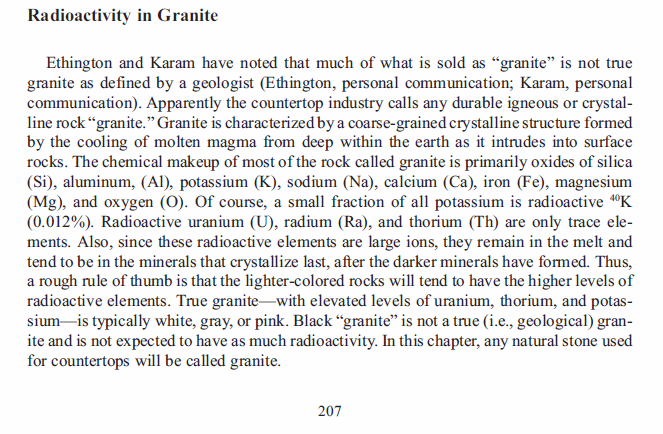 Radioactivity in Granite
Ethington and Karam have noted that much of what is sold as “granite” is not true
granite as defined by a geologist (Ethington, personal communication; Karam, personal
communication). Apparently the countertop industry calls any durable igneous or crystal-
line rock “granite.” Granite is characterized by a coarse-grained crystalline structure formed
by the cooling of molten magma from deep within the earth as it intrudes into surface
rocks. The chemical makeup of most of the rock called granite is primarily oxides of silica
(Si), aluminum, (Al), potassium (K), sodium (Na), calcium (Ca), iron (Fe), magnesium
(Mg), and oxygen (O). Of course, a small fraction of all potassium is radioactive ⁴⁰K
(0.012%). Radioactive uranium (U), radium (Ra), and thorium (Th) are only trace ele-
ments. Also, since these radioactive elements are large ions, they remain in the melt and
tend to be in the minerals that crystallize last, after the darker minerals have formed. Thus,
a rough rule of thumb is that the lighter-colored rocks will tend to have the higher levels of
radioactive elements. True granite—with elevated levels of uranium, thorium, and potas-
sium—is typically white, gray, or pink. Black “granite” is not a true (i.e., geological) gran-
ite and is not expected to have as much radioactivity. In this chapter, any natural stone used
for countertops will be called granite.
207